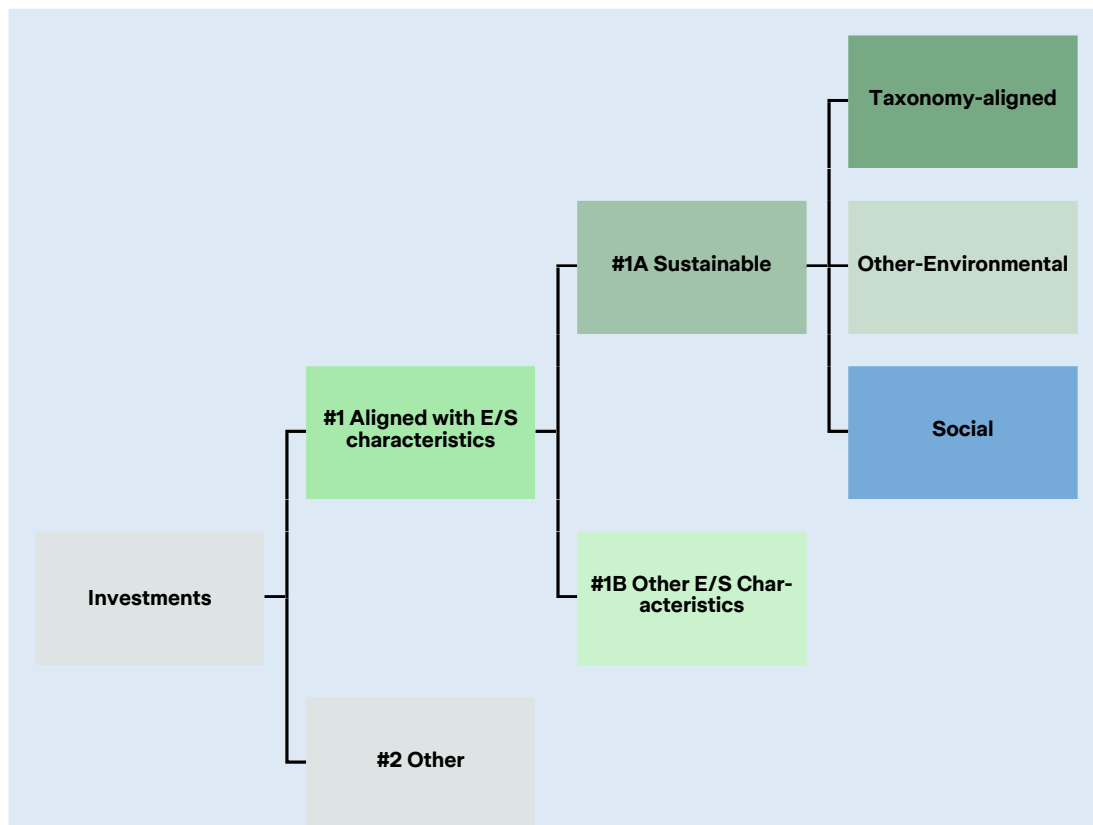 Taxonomy-aligned
#1A Sustainable
Other-Environmental
#1 Aligned with E/S
characteristics
Social
Investments
#1B Other E/S Char-
acteristics
#2 Other